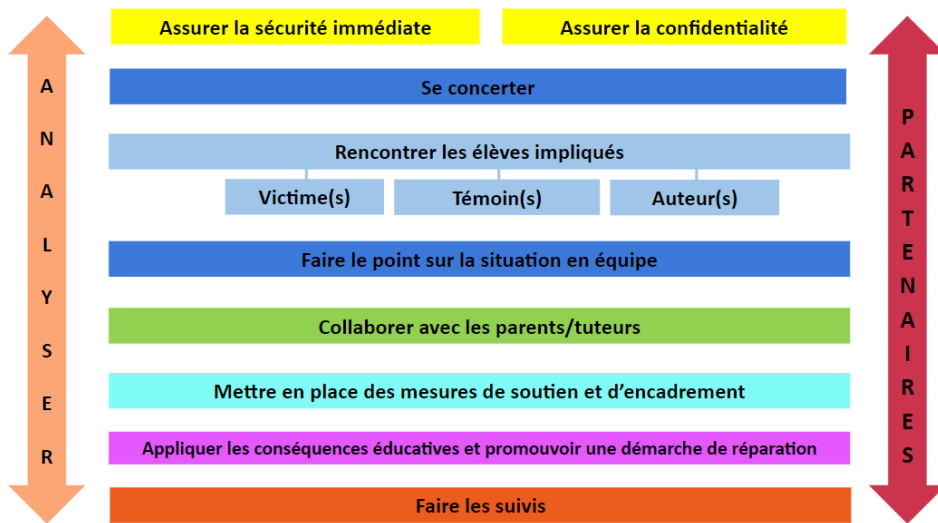 Assurer la sécurité immédiate
Assurer la confidentialité
Se concerter
Rencontrer les élèves impliqués
Victime(s)
Témoin(s)
Auteur(s)
Faire le point sur la situation en équipe
Collaborer avec les parents/tuteurs
Mettre en place des mesures de soutien et d’encadrement
Appliquer les conséquences éducatives et promouvoir une démarche de réparation
Faire les suivis
ANALYSER
PARTENAIRES